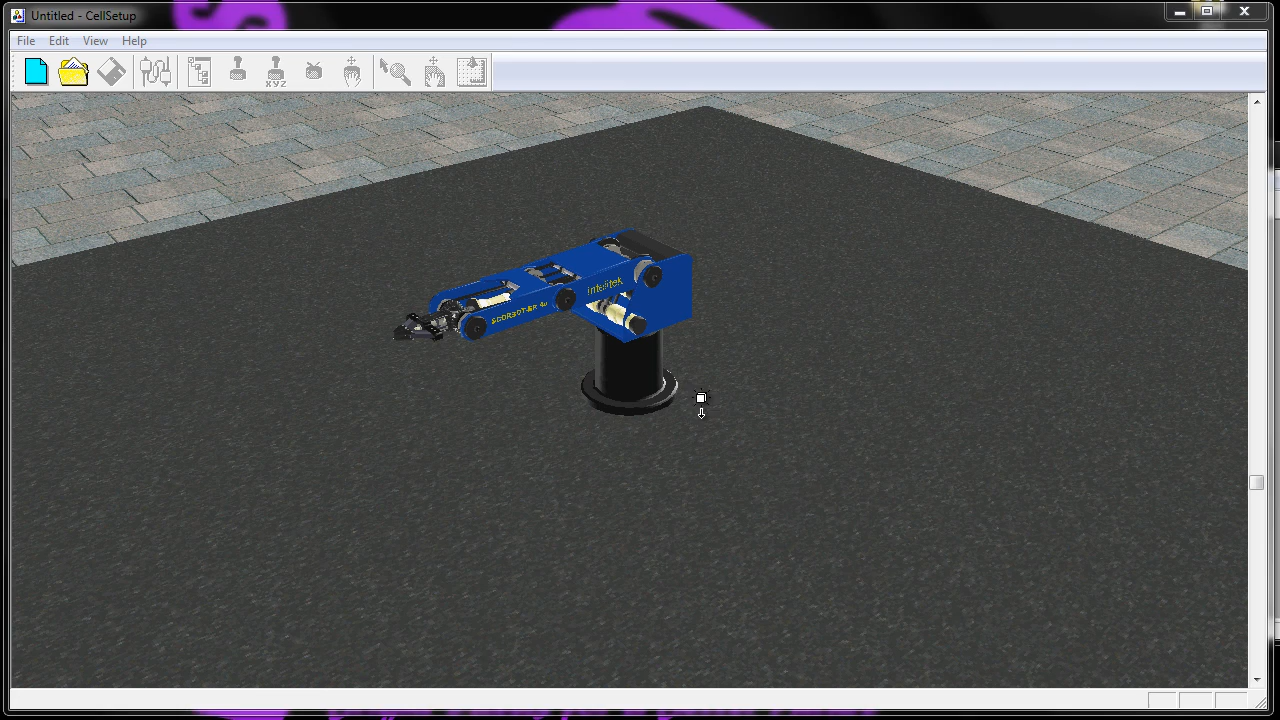 Untitled - CellSetup
File Edit View Help
xyz
intelitek
SCORBOT-ER 4u